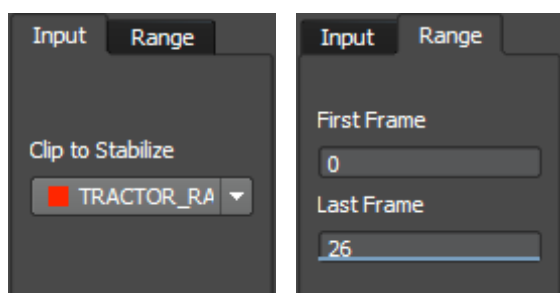 Input Range
Clip to Stabilize
TRACTOR_RA
Input Range
First Frame
0
Last Frame
26